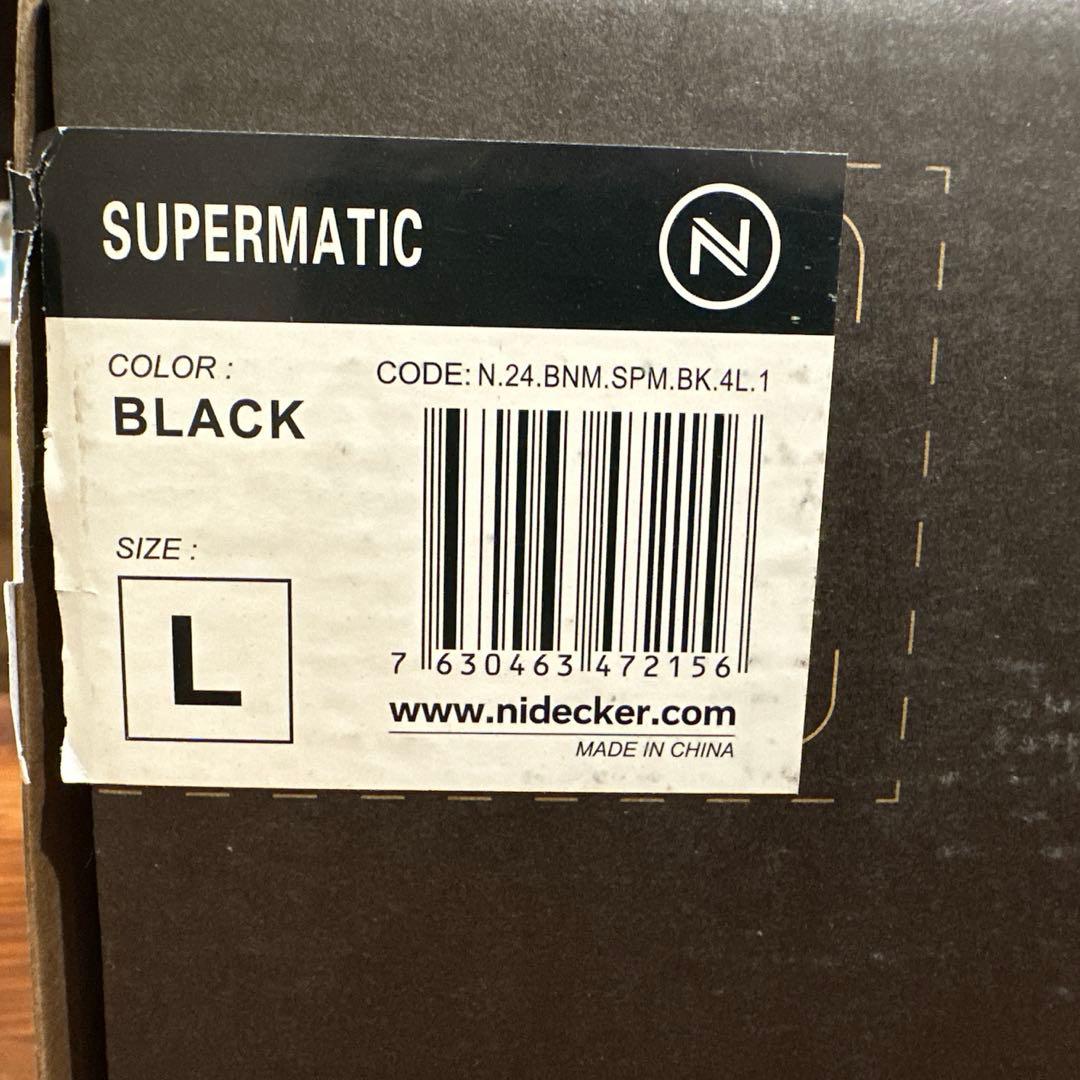 SUPERMATIC
N
COLOR :
BLACK
CODE: N.24.BNM.SPM.BK.4L.1
SIZE :
L
7 630463 472156
www.nidecker.com
MADE IN CHINA